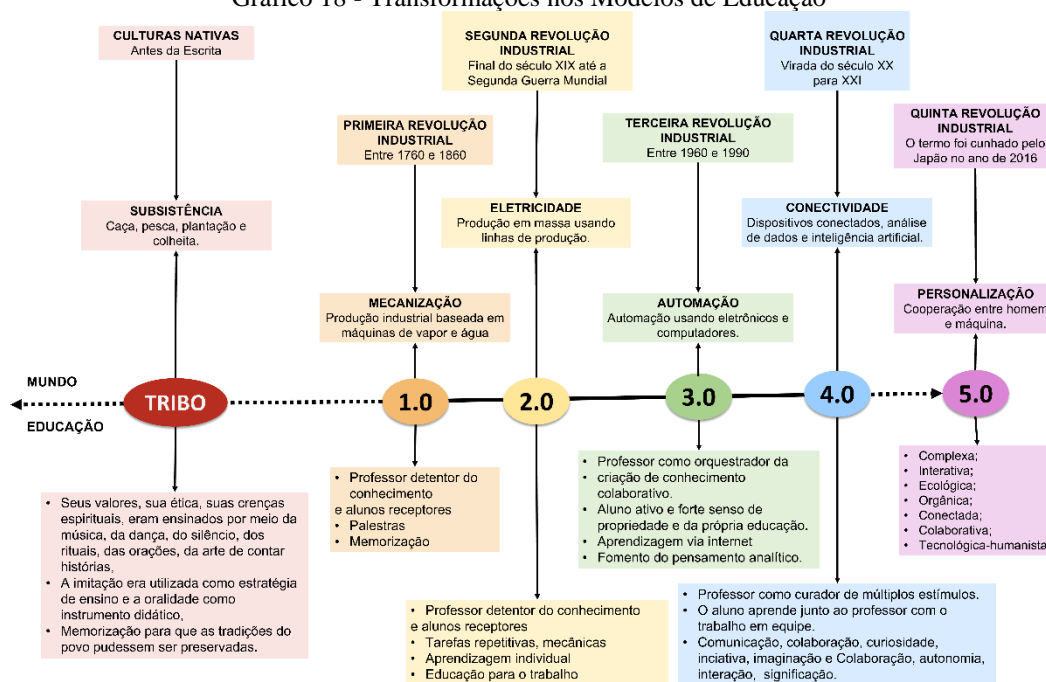 Gráfico 18 - Transformações nos Modelos de Educação
CULTURAS NATIVAS
Antes da Escrita
SEGUNDA REVOLUÇÃO
INDUSTRIAL
Final do século XIX até a
Segunda Guerra Mundial
QUARTA REVOLUÇÃO
INDUSTRIAL
Virada do século XX
para XXI
PRIMEIRA REVOLUÇÃO
INDUSTRIAL
Entre 1760 e 1860
TERCEIRA REVOLUÇÃO
INDUSTRIAL
Entre 1960 e 1990
QUINTA REVOLUÇÃO
INDUSTRIAL
O termo foi cunhado pelo
Japão no ano de 2016
SUBSISTÊNCIA
Caça, pesca, plantação e
colheita.
ELETRICIDADE
Produção em massa usando
linhas de produção.
CONECTIVIDADE
Dispositivos conectados, análise
de dados e inteligência artificial.
MECANIZAÇÃO
Produção industrial baseada em
máquinas de vapor e água
AUTOMAÇÃO
Automação usando eletrônicos e
computadores.
PERSONALIZAÇÃO
Cooperação entre homem
e máquina.
MUNDO
EDUCAÇÃO
TRIBO
1.0
2.0
3.0
4.0
5.0
• Seus valores, sua ética, suas crenças
espirituais, eram ensinados por meio da
música, da dança, do silêncio, dos
rituais, das orações, da arte de contar
histórias,
• A imitação era utilizada como estratégia
de ensino e a oralidade como
instrumento didático,
• Memorização para que as tradições do
povo pudessem ser preservadas.
• Professor detentor do
conhecimento
e alunos receptores
• Palestras
• Memorização
• Professor detentor do conhecimento
e alunos receptores
• Tarefas repetitivas, mecânicas
• Aprendizagem individual
• Educação para o trabalho
• Professor como orquestrador da
• criação de conhecimento
colaborativo.
• Aluno ativo e forte senso de
propriedade e da própria educação.
• Aprendizagem via internet
• Fomento do pensamento analítico.
• Professor como curador de múltiplos estímulos.
• O aluno aprende junto ao professor com o
trabalho em equipe.
• Comunicação, colaboração, curiosidade,
inciativa, imaginação e Colaboração, autonomia,
interação, significação.
• Complexa;
• Interativa;
• Ecológica;
• Orgânica;
• Conectada;
• Colaborativa;
• Tecnológica-humanista